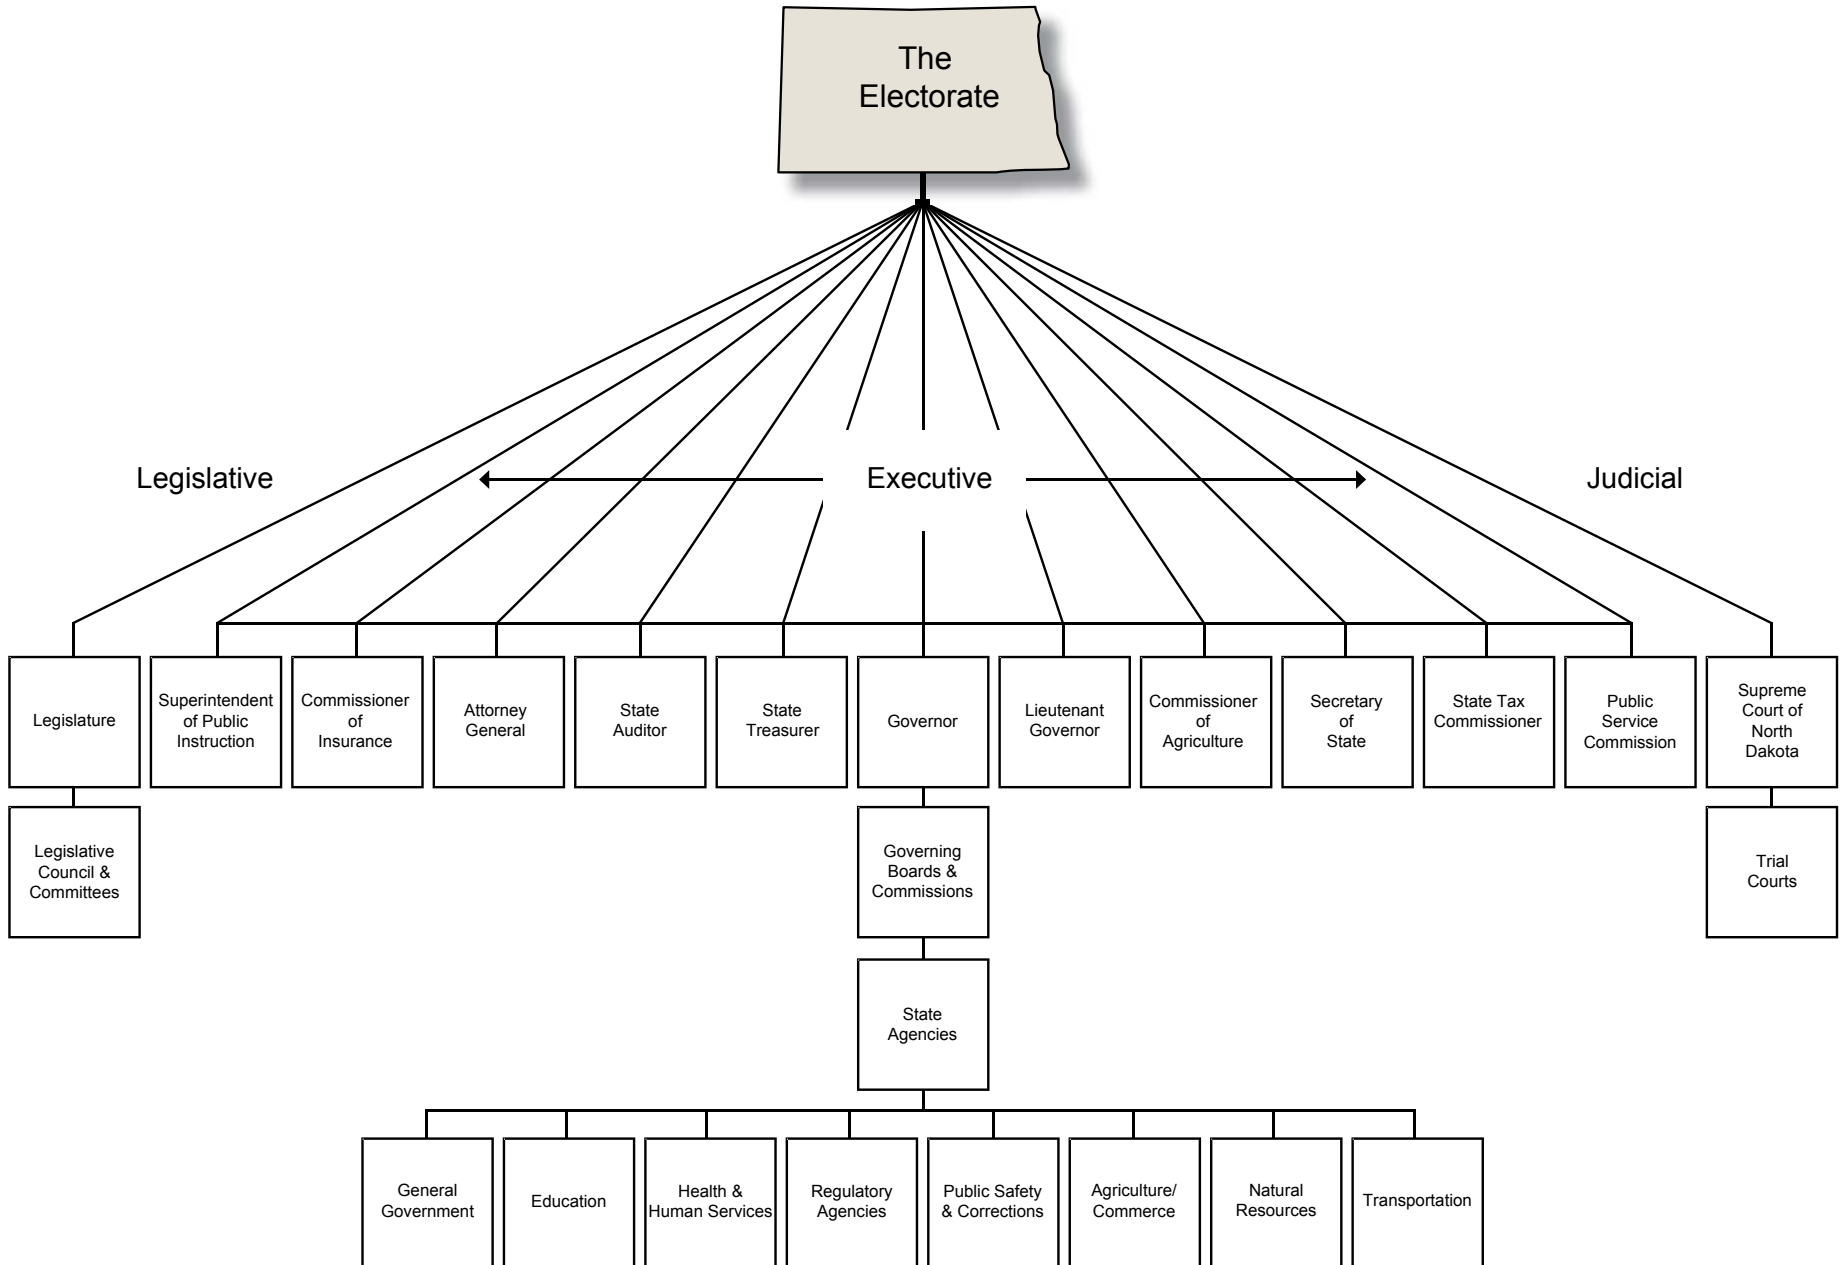 The
Electorate
Legislative
Executive
Judicial
Legislature
Superintendent
of Public
Instruction
Commissioner
of
Insurance
Attorney
General
State
Auditor
State
Treasurer
Governor
Lieutenant
Governor
Commissioner
of
Agriculture
Secretary
of
State
State Tax
Commissioner
Public
Service
Commission
Supreme
Court of
North
Dakota
Legislative
Council &
Committees
Governing
Boards &
Commissions
Trial
Courts
State
Agencies
General
Government
Education
Health &
Human Services
Regulatory
Agencies
Public Safety
& Corrections
Agriculture/
Commerce
Natural
Resources
Transportation